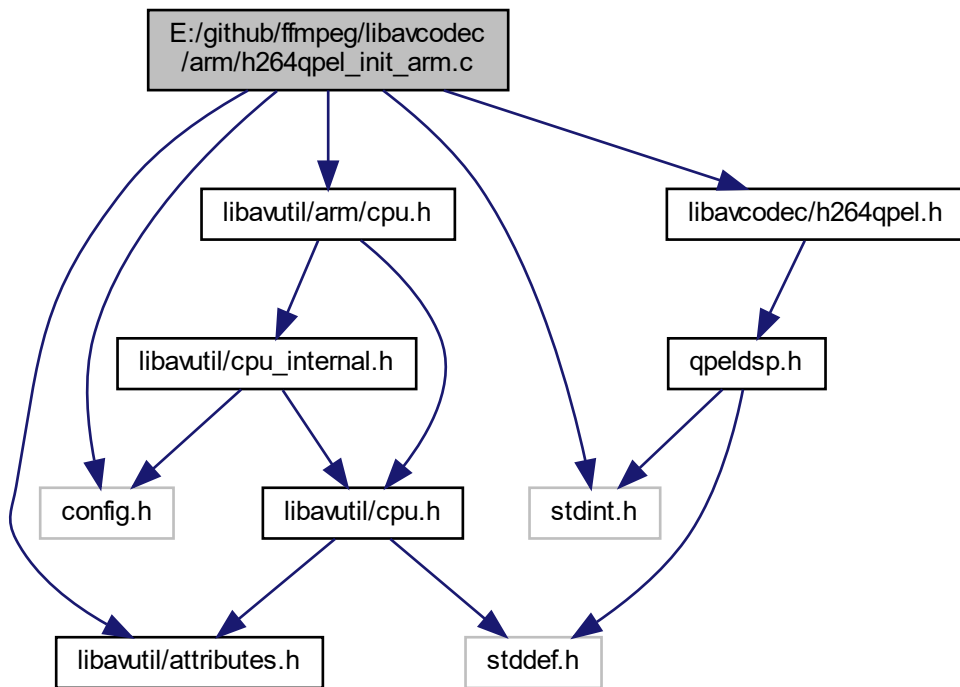 E:/github/ffmpeg/libavcodec
/arm/h264qpel_init_arm.c
libavutil/arm/cpu.h
libavcodec/h264qpel.h
libavutil/cpu_internal.h
qpeldsp.h
config.h
libavutil/cpu.h
stdint.h
libavutil/attributes.h
stddef.h